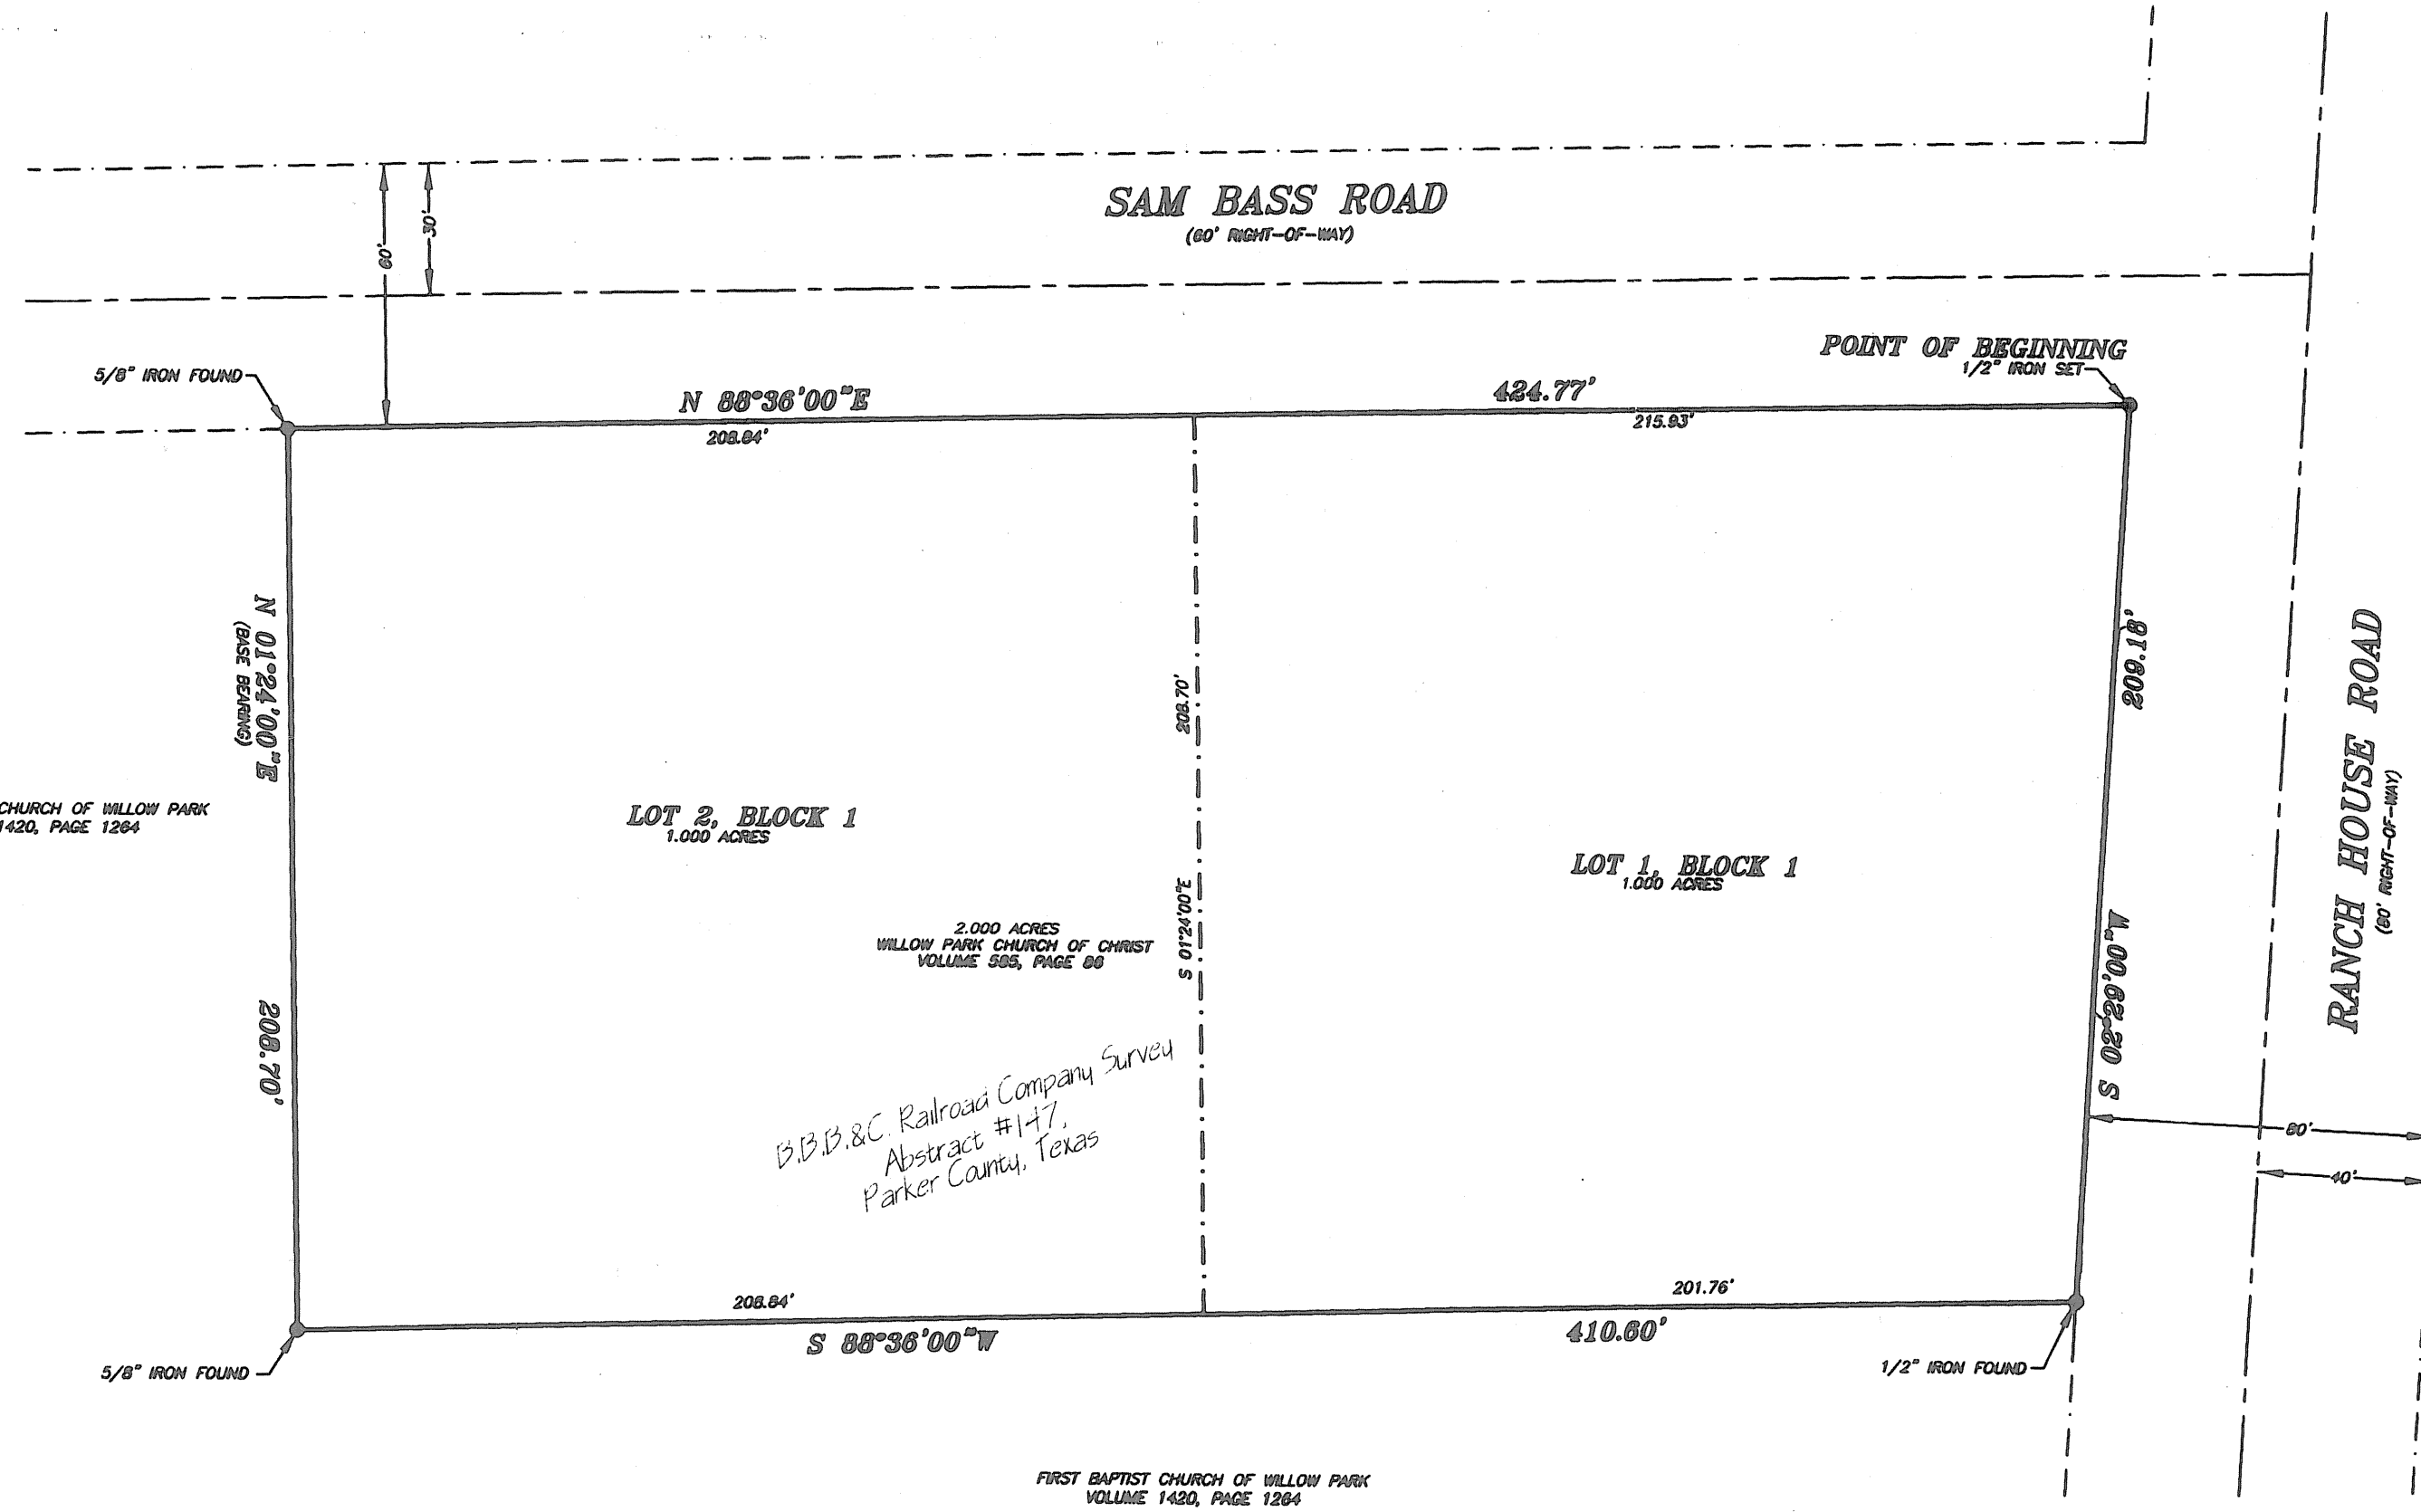 SAM BASS ROAD
(60' RIGHT-OF-WAY)
60'
30'
POINT OF BEGINNING
1/2" IRON SET
5/8" IRON FOUND
N 88°36'00"E
424.77'
208.84'
215.93'
N 01°24'00"E
(BASE BEARING)
208.70'
CHURCH OF WILLOW PARK
1420, PAGE 1264
LOT 2, BLOCK 1
1.000 ACRES
208.70'
S 01°24'00"E
LOT 1, BLOCK 1
1.000 ACRES
209.18'
S 02°29'00"W
RANCH HOUSE ROAD
(80' RIGHT-OF-WAY)
80'
40'
2.000 ACRES
WILLOW PARK CHURCH OF CHRIST
VOLUME 585, PAGE 86
B.B.B.&C. Railroad Company Survey
Abstract #147,
Parker County, Texas
208.84'
201.76'
S 88°36'00"W
410.60'
5/8" IRON FOUND
1/2" IRON FOUND
FIRST BAPTIST CHURCH OF WILLOW PARK
VOLUME 1420, PAGE 1264